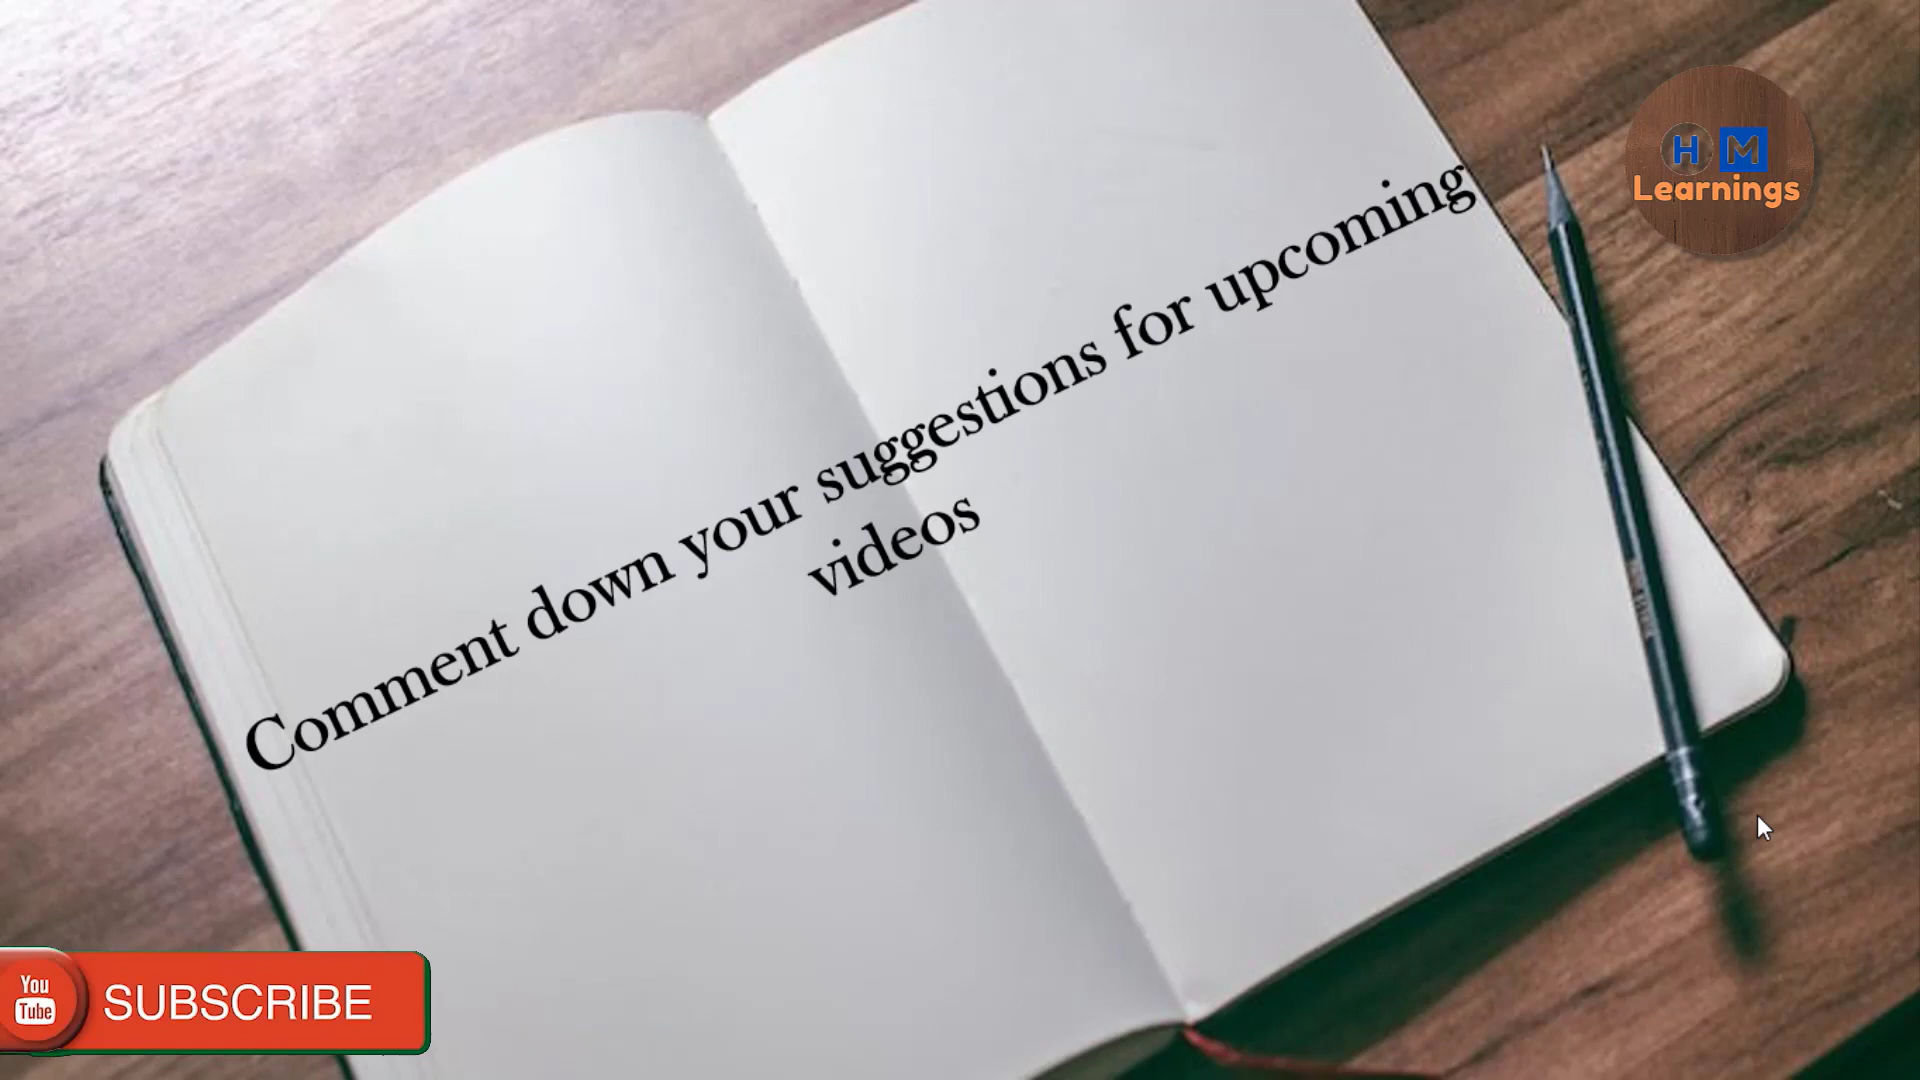 H M
Learnings
Comment down your suggestions for upcoming
videos
You
Tube
SUBSCRIBE